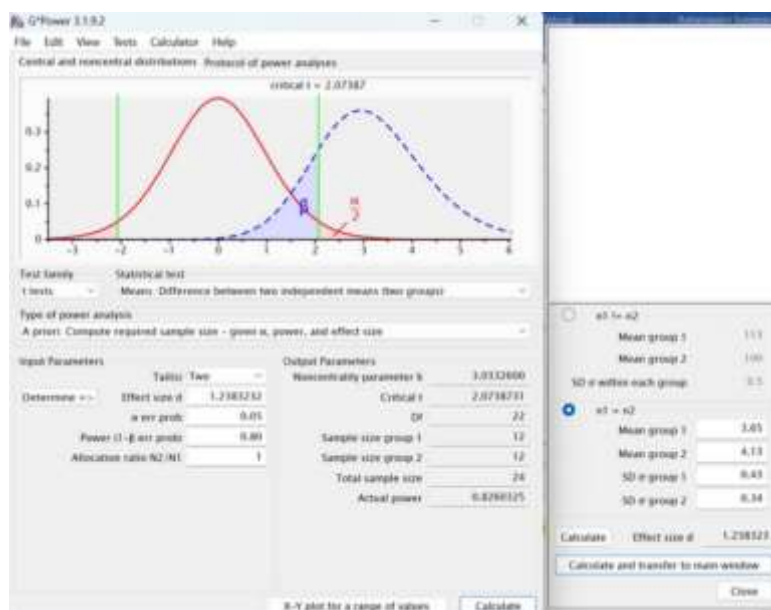 G*Power 3.1.9.2
File Edit View Tests Calculator Help
Central and noncentral distributions Protocol of power analyses
critical t = 2.07387
0.3
0.2
0.1
0
-3 -2 -1 0 1 2 3 4 5 6
β
α
2
Test family Statistical test
t tests Means: Difference between two independent means (two groups)
Type of power analysis
A priori: Compute required sample size - given α, power, and effect size
Input Parameters
Tail(s) Two
Determine => Effect size d 1.2383232
α err prob 0.05
Power (1-β err prob) 0.80
Allocation ratio N2/N1 1
Output Parameters
Noncentrality parameter δ 3.0332600
Critical t 2.0738731
Df 22
Sample size group 1 12
Sample size group 2 12
Total sample size 24
Actual power 0.8260325
X-Y plot for a range of values Calculate
n1 != n2
Mean group 1
Mean group 2 100
SD σ within each group 0.5
n1 = n2
Mean group 1 3.65
Mean group 2 4.13
SD σ group 1 0.43
SD σ group 2 0.34
Calculate Effect size d 1.238323
Calculate and transfer to main window
Close